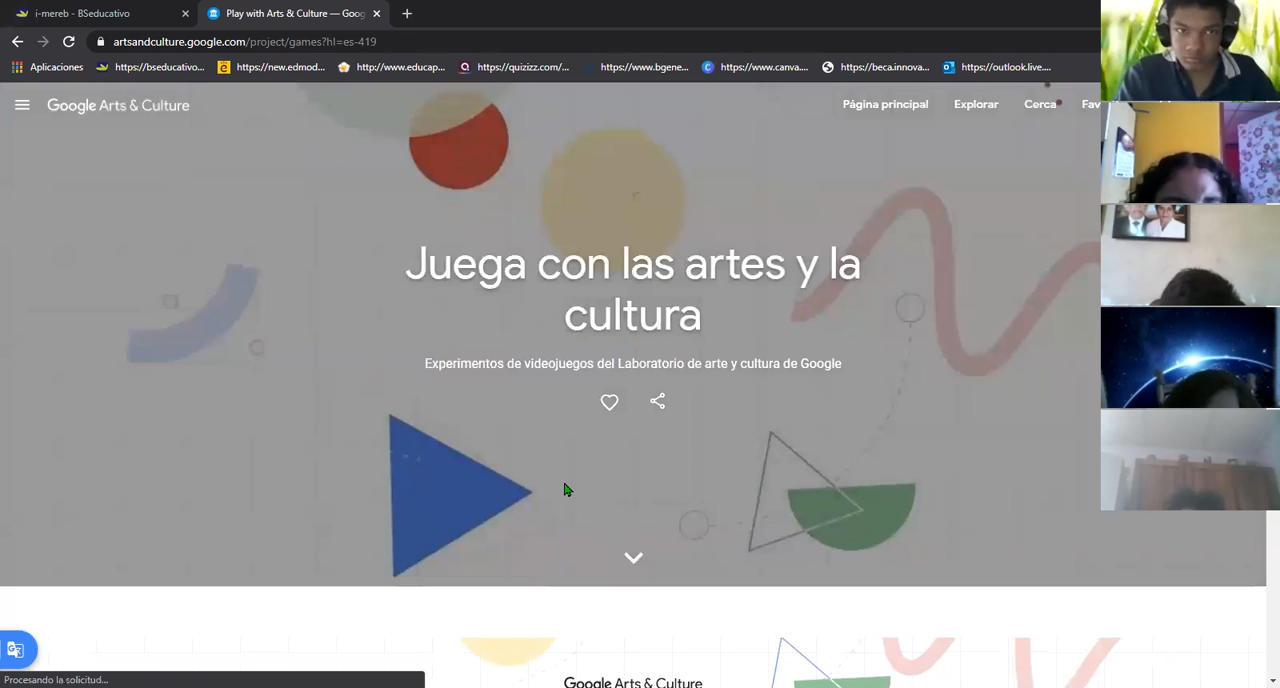 i-mereb - BSeducativo
Play with Arts & Culture — Goog
artsandculture.google.com/project/games?hl=es-419
Aplicaciones https://bseducativo... https://new.edmod... http://www.educap... https://quizizz.com/... https://www.bgene... https://www.canva.... https://beca.innova... https://outlook.live....
Google Arts & Culture
Página principal Explorar Cerca Fav
Juega con las artes y la
cultura
Experimentos de videojuegos del Laboratorio de arte y cultura de Google
Google Arts & Culture
Procesando la solicitud...